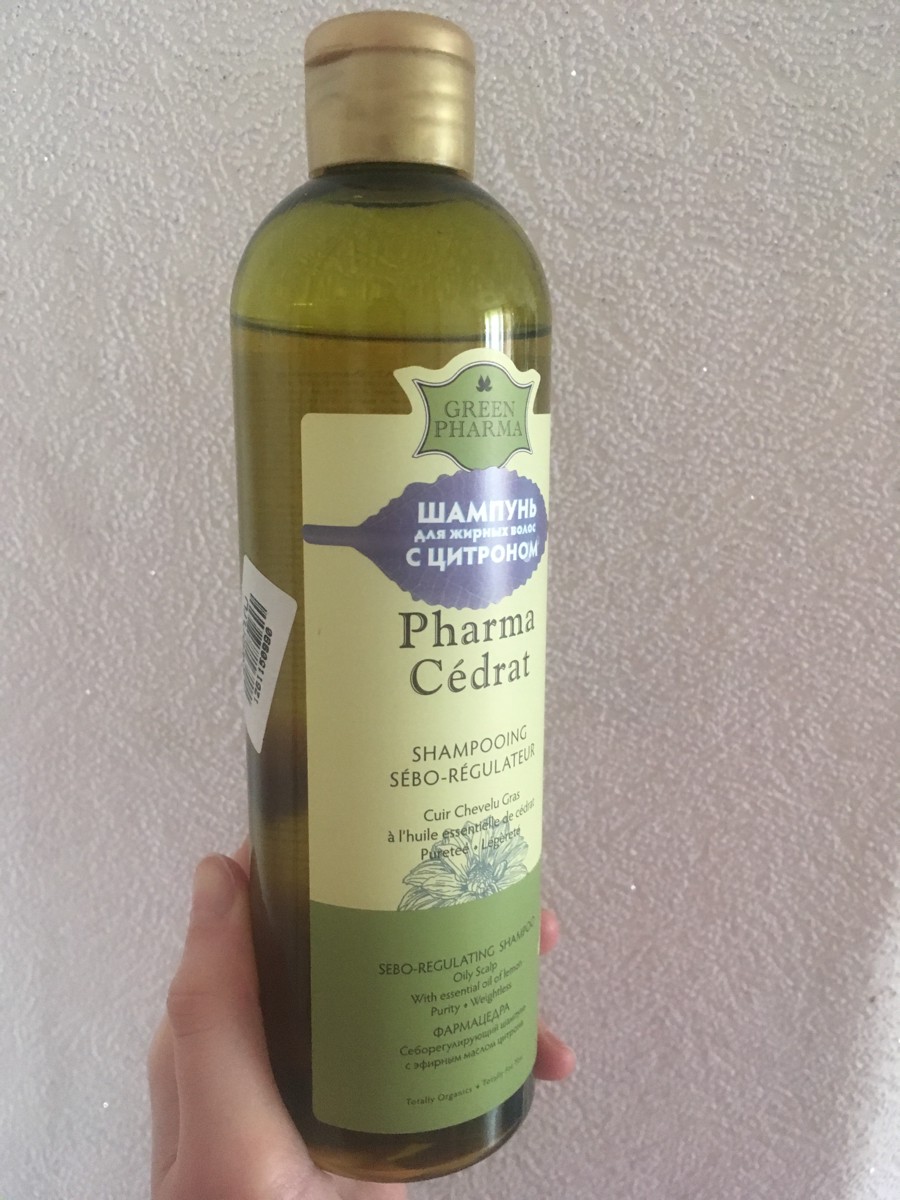 GREEN
PHARMA
ШАМПУНЬ
для жирных волос
С ЦИТРОНОМ
Pharma
Cédrat
SHAMPOOING
SÉBO-RÉGULATEUR
Cuir Chevelu Gras
à l'huile essentielle de cédrat
Pureteé • Légèreté
SEBO-REGULATING SHAMPOO
Oily Scalp
With essential oil of lemon
Purity • Weightless
ФАРМАЦЕДРА
Себорегулирующий шампунь
с эфирным маслом цитрона
Totally Organics • Totally